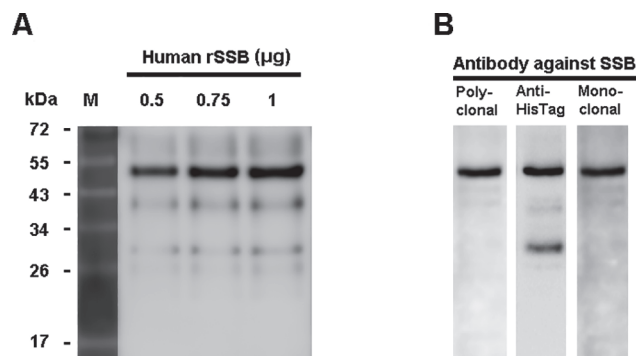 A
Human rSSB (µg)
kDa M 0.5 0.75 1
72 -
55 -
43 -
34 -
26 -
17 -
B
Antibody against SSB
Poly-
clonal
Anti-
HisTag
Mono-
clonal